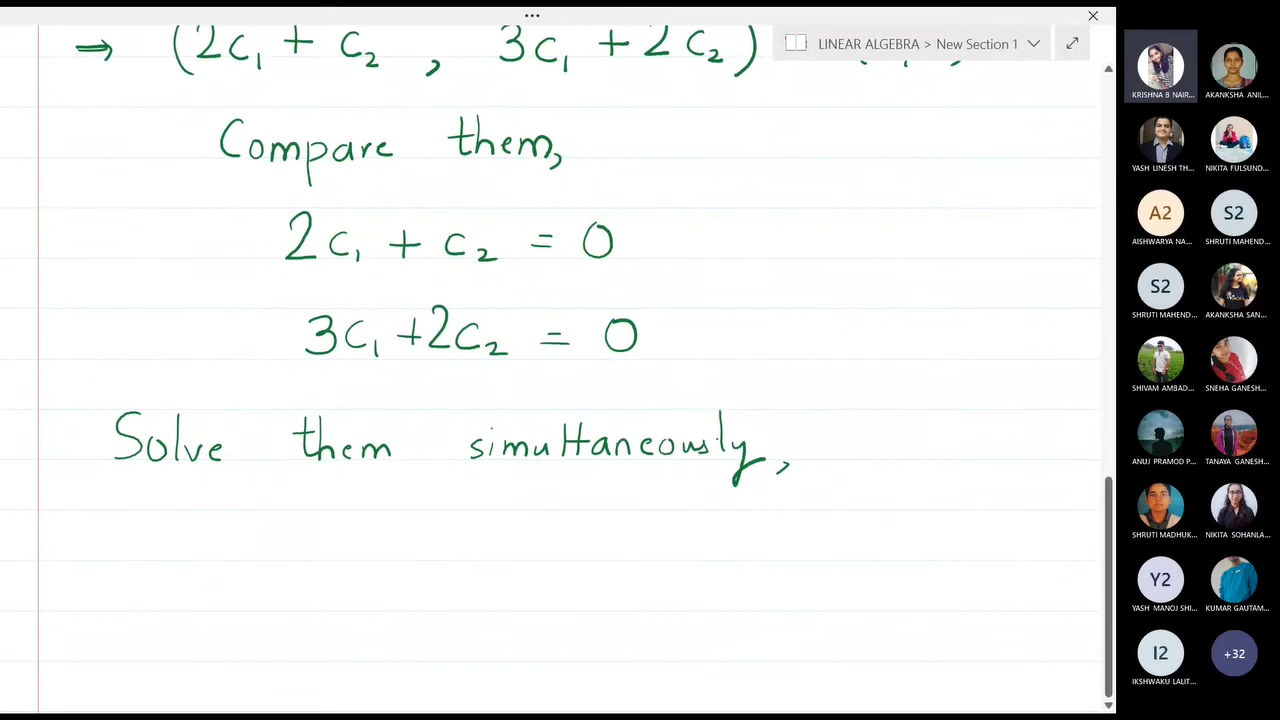 ⇒ (2c₁ + c₂ , 3c₁ + 2c₂)
LINEAR ALGEBRA > New Section 1
Compare them,
2c₁ + c₂ = 0
3c₁ + 2c₂ = 0
Solve them simultaneously,
KRISHNA B NAIR...
AKANKSHA ANIL...
YASH LINESH TH...
NIKITA FULSUND...
A2
S2
AISHWARYA NA...
SHRUTI MAHEND...
S2
SHRUTI MAHEND...
AKANKSHA SAN...
SHIVAM AMBAD...
SNEHA GANESH...
ANUJ PRAMOD P...
TANAYA GANESH...
SHRUTI MADHUK...
NIKITA SOHANLA...
Y2
YASH MANOJ SHI...
KUMAR GAUTAM...
I2
+32
IKSHWAKU LALIT...